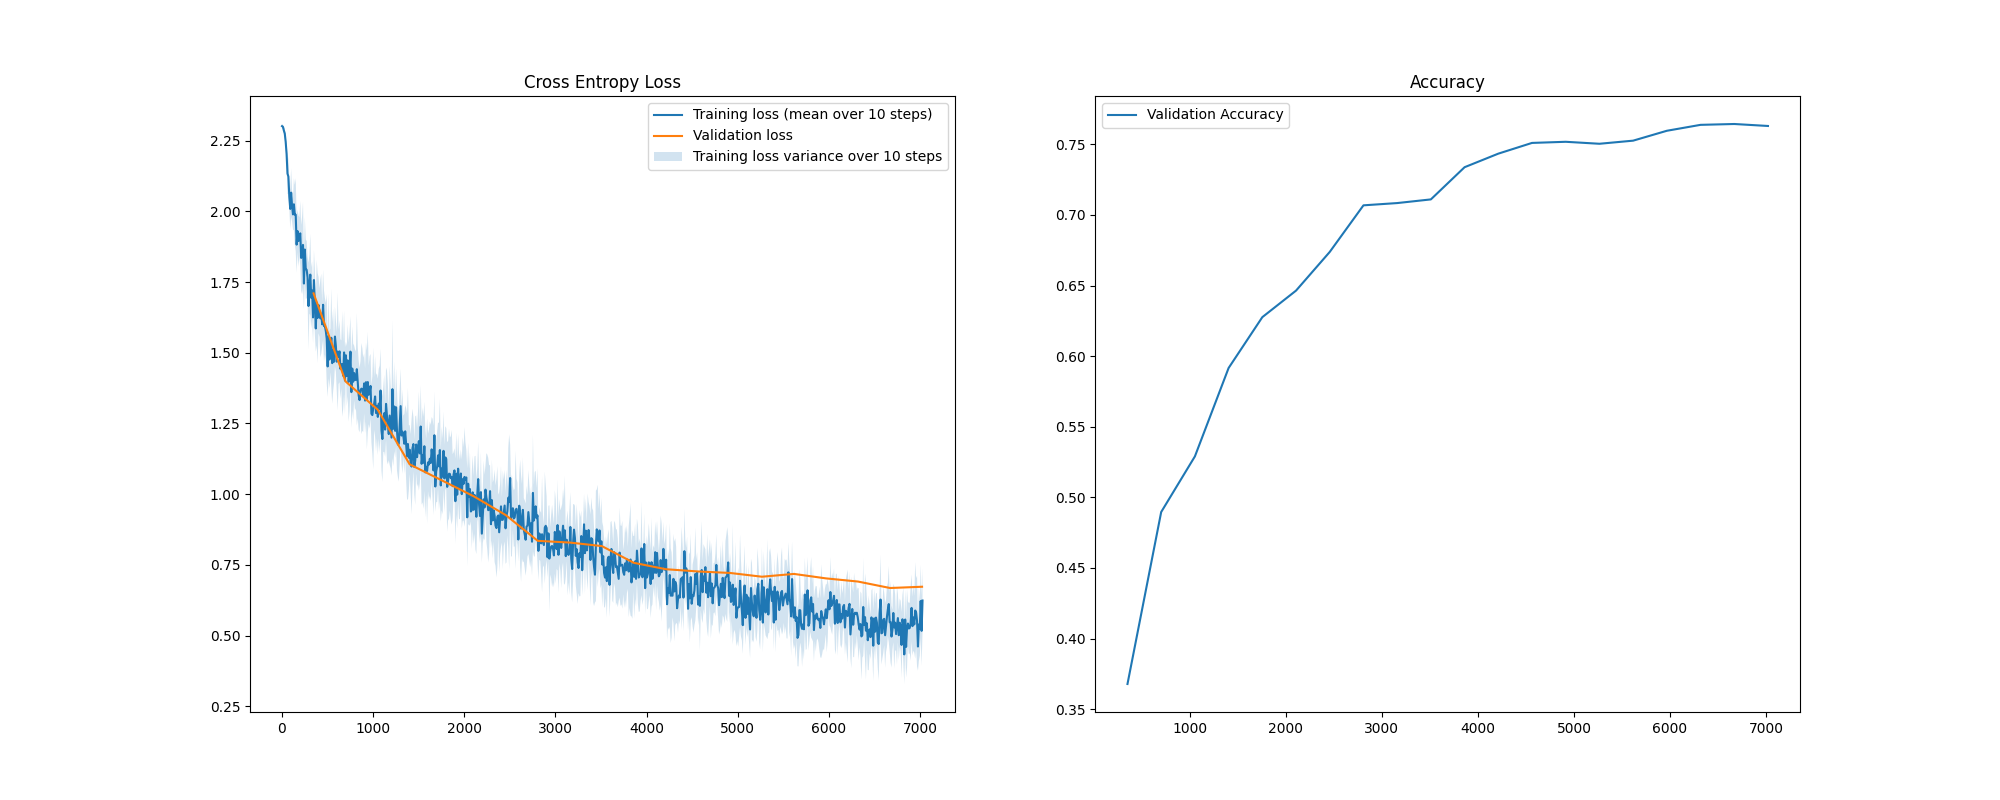 Cross Entropy Loss
Training loss (mean over 10 steps)
Validation loss
Training loss variance over 10 steps
2.25
2.00
1.75
1.50
1.25
1.00
0.75
0.50
0.25
0 1000 2000 3000 4000 5000 6000 7000
Accuracy
Validation Accuracy
0.75
0.70
0.65
0.60
0.55
0.50
0.45
0.40
0.35
1000 2000 3000 4000 5000 6000 7000